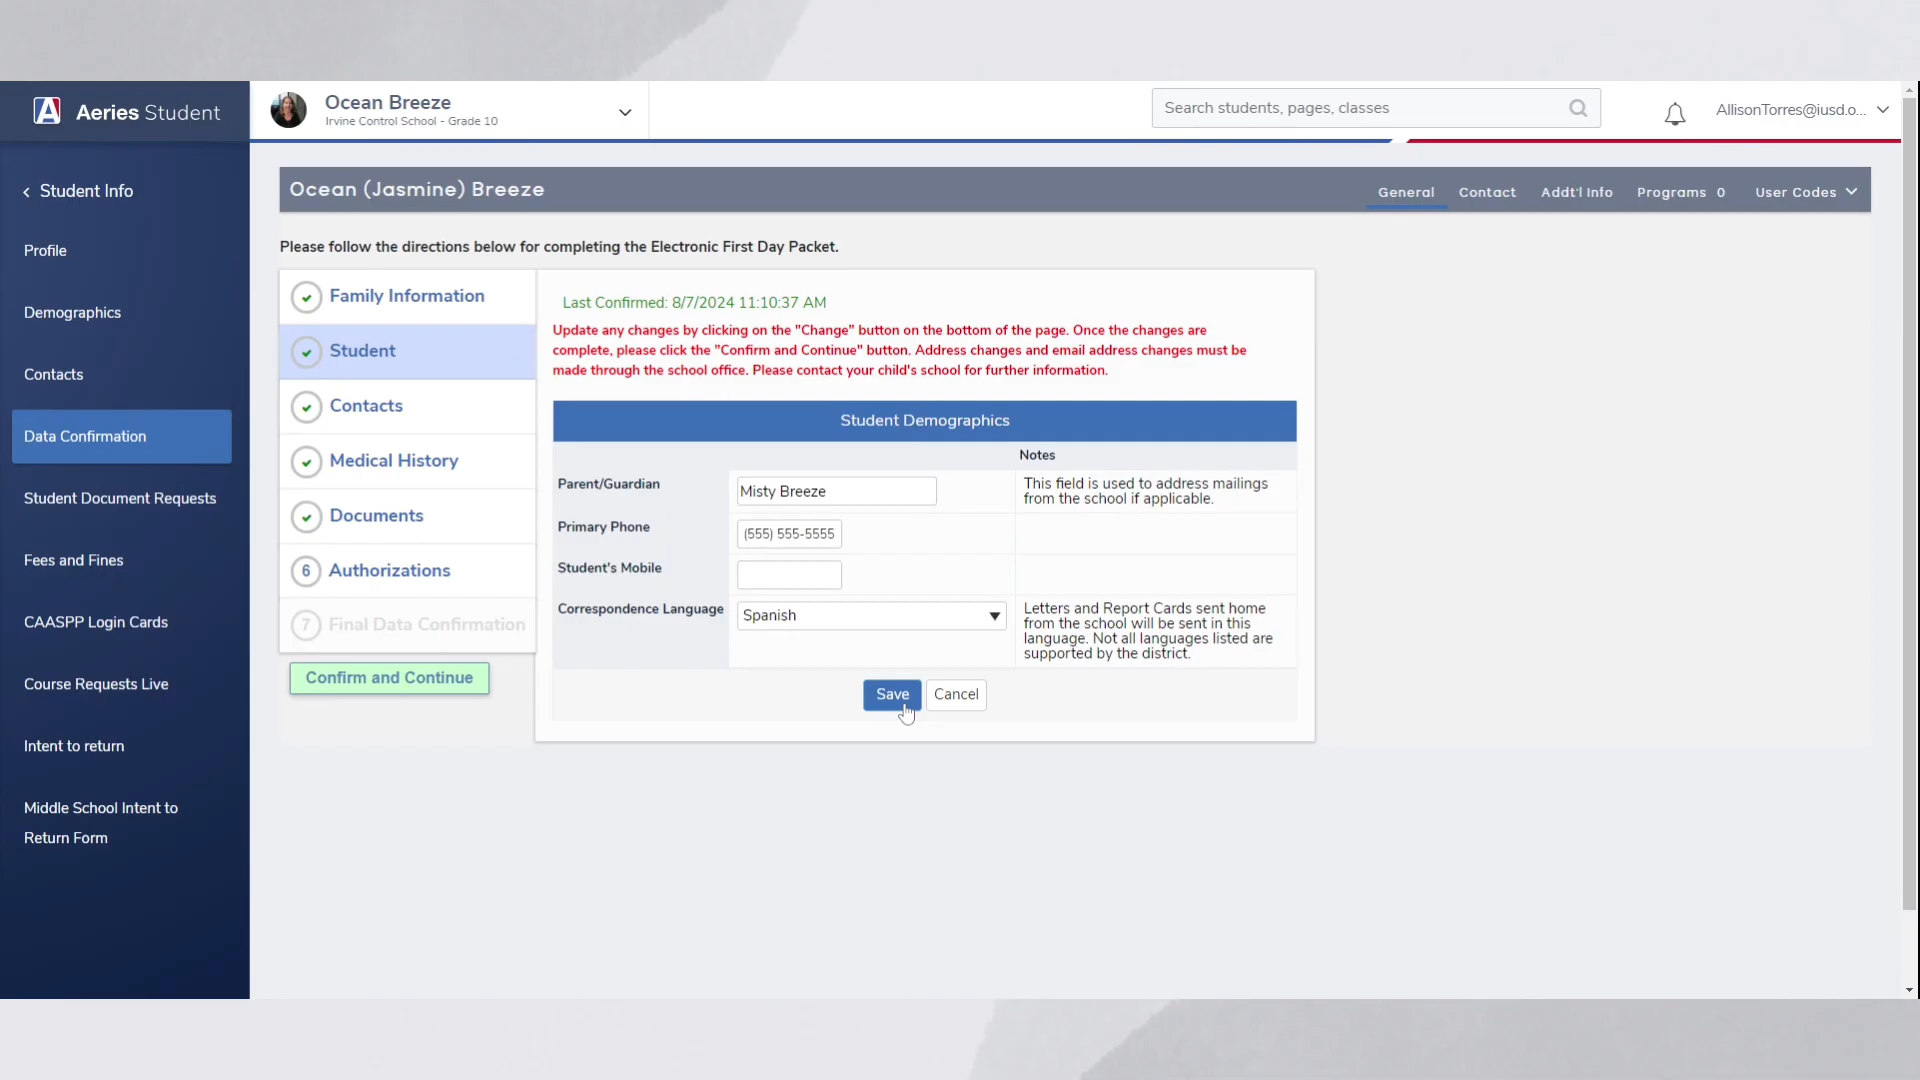 Aeries Student
Ocean Breeze
Irvine Control School - Grade 10
Search students, pages, classes
AllisonTorres@iusd.o...
Student Info
Profile
Demographics
Contacts
Data Confirmation
Student Document Requests
Fees and Fines
CAASPP Login Cards
Course Requests Live
Intent to return
Middle School Intent to
Return Form
Ocean (Jasmine) Breeze
General
Contact
Addt'l Info
Programs 0
User Codes
Please follow the directions below for completing the Electronic First Day Packet.
Family Information
Student
Contacts
Medical History
Documents
6 Authorizations
7 Final Data Confirmation
Confirm and Continue
Last Confirmed: 8/7/2024 11:10:37 AM
Update any changes by clicking on the "Change" button on the bottom of the page. Once the changes are
complete, please click the "Confirm and Continue" button. Address changes and email address changes must be
made through the school office. Please contact your child's school for further information.
Student Demographics
Notes
Parent/Guardian
Misty Breeze
This field is used to address mailings
from the school if applicable.
Primary Phone
(555) 555-5555
Student's Mobile
Correspondence Language
Spanish
Letters and Report Cards sent home
from the school will be sent in this
language. Not all languages listed are
supported by the district.
Save
Cancel